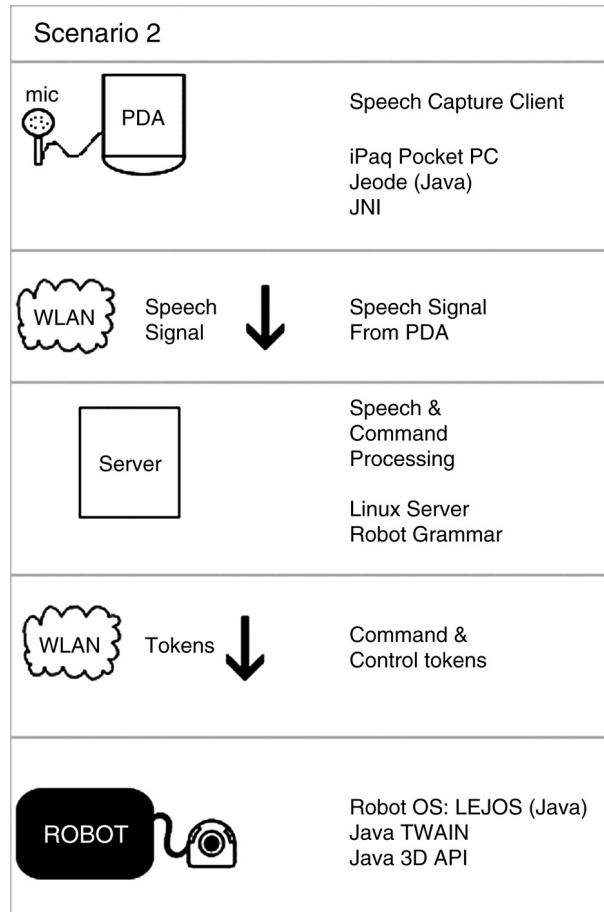 Scenario 2
mic
PDA
Speech Capture Client
iPaq Pocket PC
Jeode (Java)
JNI
WLAN
Speech
Signal
Speech Signal
From PDA
Server
Speech &
Command
Processing
Linux Server
Robot Grammar
WLAN
Tokens
Command &
Control tokens
ROBOT
Robot OS: LEJOS (Java)
Java TWAIN
Java 3D API